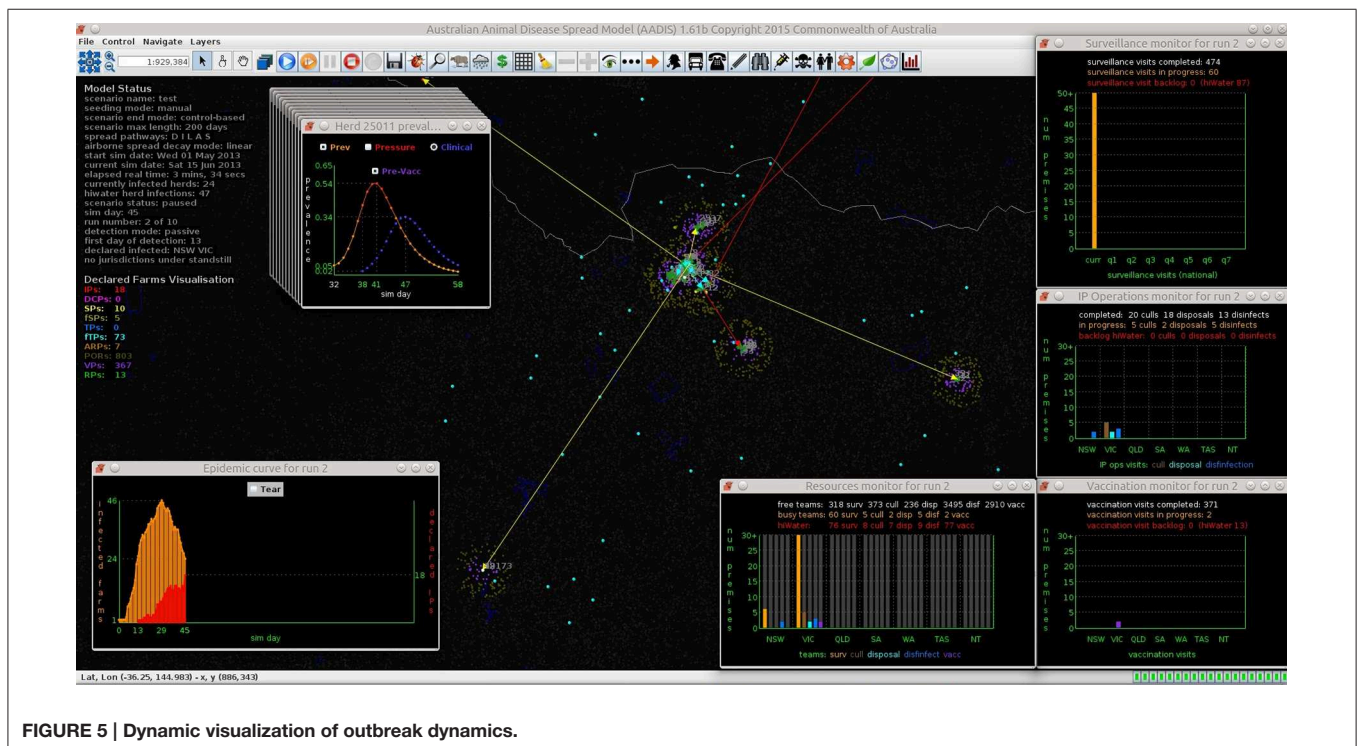 Australian Animal Disease Spread Model (AADIS) 1.61b Copyright 2015 Commonwealth of Australia
File Control Navigate Layers
1:929,384
Model Status
scenario name: test
seeding mode: manual
scenario end mode: control-based
scenario max length: 200 days
spread pathways: D I L A S
airborne spread decay mode: linear
start sim date: Wed 01 May 2013
current sim date: Sat 15 Jun 2013
elapsed real time: 3 mins, 34 secs
currently infected herds: 24
hiwater herd infections: 47
scenario status: paused
sim day: 45
run number: 2 of 10
detection mode: passive
first day of detection: 13
declared infected: NSW VIC
no jurisdictions under standstill
Declared Farms Visualisation
IPs: 18
DCPs: 0
SPs: 10
fSPs: 5
TPs: 0
fTPs: 73
ARPs: 7
PORs: 803
VPs: 367
RPs: 13
Herd 25011 preval...
Prev Pressure Clinical
Pre-Vacc
prevalence
0.65
0.54
0.34
0.05
0.02
32 38 41 47 58
sim day
Epidemic curve for run 2
Tear
infected farms
declared IPs
46
24
18
1
0 13 29 45
sim day
Surveillance monitor for run 2
surveillance visits completed: 474
surveillance visits in progress: 60
surveillance visit backlog: 0 (hiWater 87)
num premises
50+
45
40
35
30
25
20
15
10
5
0
curr q1 q2 q3 q4 q5 q6 q7
surveillance visits (national)
IP Operations monitor for run 2
completed: 20 culls 18 disposals 13 disinfects
in progress: 5 culls 2 disposals 5 disinfects
backlog hiWater: 0 culls 0 disposals 0 disinfects
num premises
30+
25
20
15
10
5
0
NSW VIC QLD SA WA TAS NT
IP ops visits: cull disposal disfinfection
Resources monitor for run 2
free teams: 318 surv 373 cull 236 disp 3495 disf 2910 vacc
busy teams: 60 surv 5 cull 2 disp 5 disf 2 vacc
hiWater: 76 surv 8 cull 7 disp 9 disf 77 vacc
num premises
30+
25
20
15
10
5
0
NSW VIC QLD SA WA TAS NT
teams: surv cull disposal disfinfect vacc
Vaccination monitor for run 2
vaccination visits completed: 371
vaccination visits in progress: 2
vaccination visit backlog: 0 (hiWater 13)
num premises
30+
25
20
15
10
5
0
NSW VIC QLD SA WA TAS NT
vaccination visits
Lat, Lon (-36.25, 144.983) - x, y (886,343)
FIGURE 5 | Dynamic visualization of outbreak dynamics.